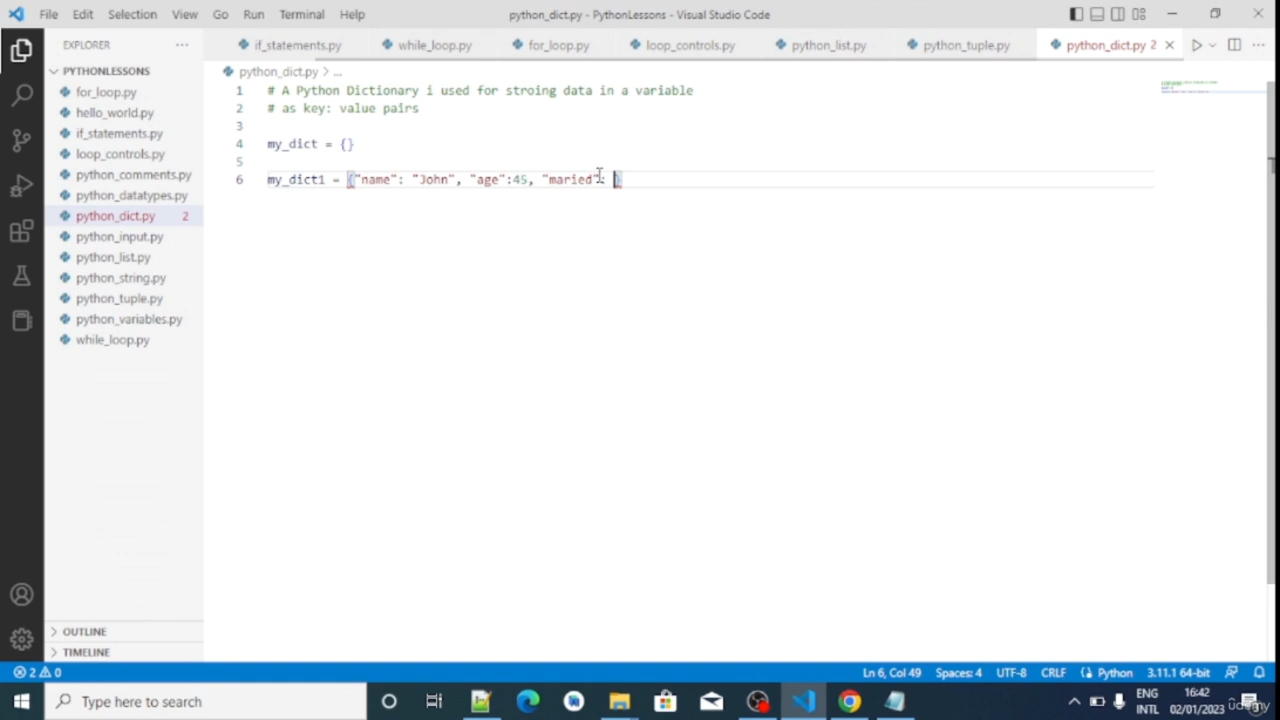 File Edit Selection View Go Run Terminal Help python_dict.py - PythonLessons - Visual Studio Code
EXPLORER if_statements.py while_loop.py for_loop.py loop_controls.py python_list.py python_tuple.py python_dict.py 2
PYTHONLESSONS python_dict.py > ...
for_loop.py
hello_world.py
if_statements.py
loop_controls.py
python_comments.py
python_datatypes.py
python_dict.py 2
python_input.py
python_list.py
python_string.py
python_tuple.py
python_variables.py
while_loop.py
1 # A Python Dictionary i used for stroing data in a variable
2 # as key: value pairs
3
4 my_dict = {}
5
6 my_dict1 = {"name": "John", "age":45, "maried": }
OUTLINE
TIMELINE
2 0 Ln 6, Col 49 Spaces: 4 UTF-8 CRLF Python 3.11.1 64-bit
Type here to search ENG 16:42
INTL 02/01/2023
udemy